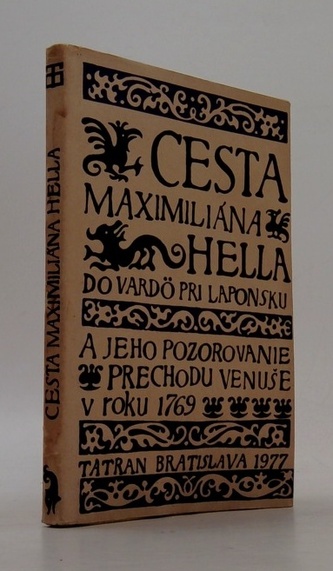 CESTA
MAXIMILIÁNA
HELLA
DO VARDÖ PRI LAPONSKU
A JEHO POZOROVANIE
PRECHODU VENUŠE
V ROKU 1769
TATRAN BRATISLAVA 1977
CESTA MAXIMILIÁNA HELLA